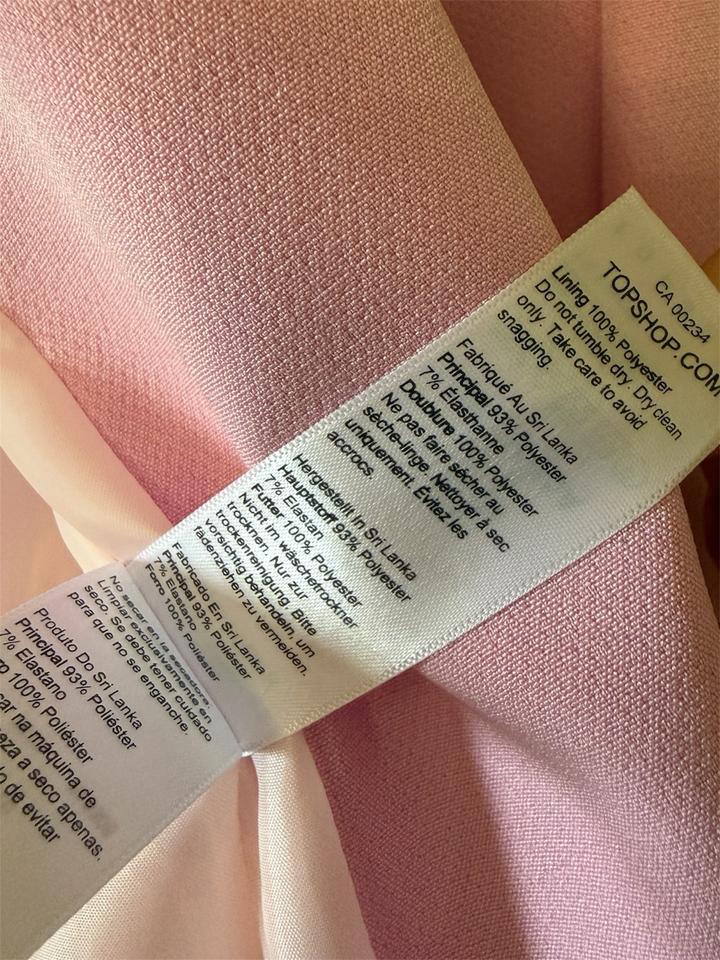 CA 00234
TOPSHOP.COM
Lining 100% Polyester
Do not tumble dry. Dry clean
only. Take care to avoid
snagging.
Fabriqué Au Sri Lanka
Principal 93% Polyester
7% Élasthanne
Doublure 100% Polyester
Ne pas faire sécher au
sèche-linge. Nettoyer à sec
uniquement. Évitez les
accrocs.
Hergestellt In Sri Lanka
Hauptstoff 93% Polyester
7% Elastan
Futter 100% Polyester
Nicht im wäschetrockner
trocknen. Nur zur
trockenreinigung. Bitte
vorsichtig behandeln, um
fädenziehen zu vermeiden.
Fabricado En Sri Lanka
Principal 93% Poliéster
7% Elastano
Forro 100% Poliéster
No secar en la secadora.
Limpiar exclusivamente en
seco. Se debe tener cuidado
para que no se enganche.
Produto Do Sri Lanka
Principal 93% Poliéster
7% Elastano
100% Poliéster
na máquina de
a seco apenas.
de evitar